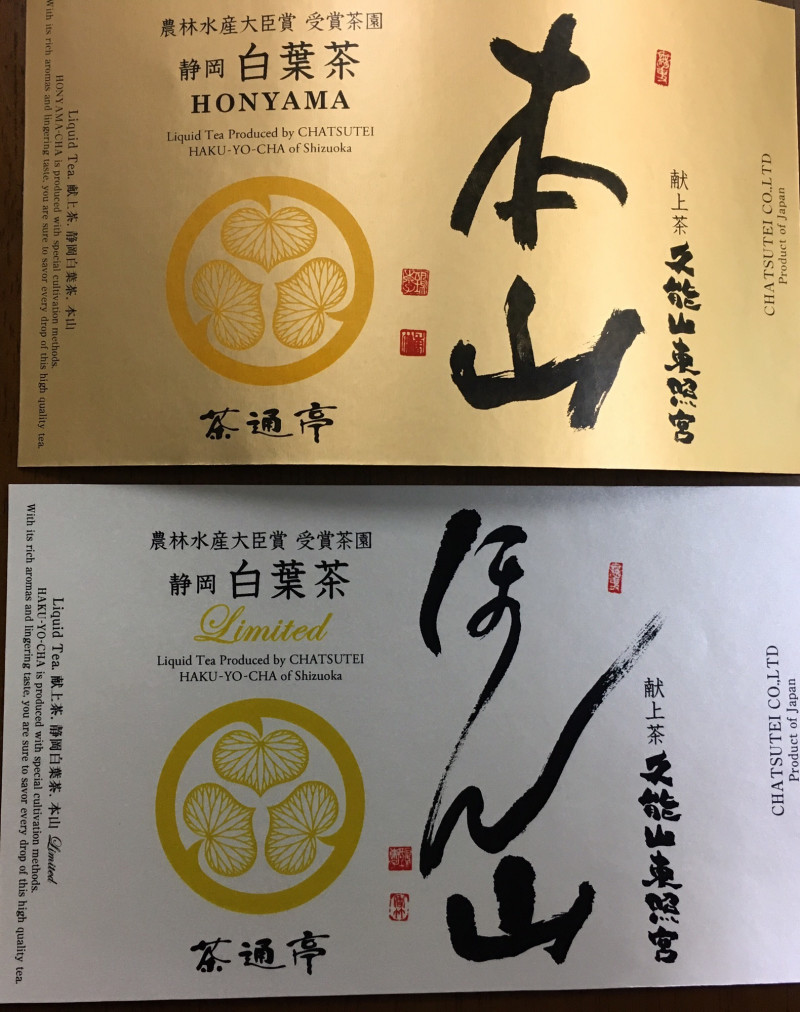 農林水産大臣賞 受賞茶園
静岡 白葉茶
HONYAMA
Liquid Tea Produced by CHATSUTEI
HAKU-YO-CHA of Shizuoka
茶通亭
本山
献上茶 久能山東照宮
CHATSUTEI CO.,LTD
Product of Japan
Liquid Tea. 献上茶. 静岡白葉茶. 本山
HONYAMA-CHA is produced with special cultivation methods.
With its rich aromas and lingering taste, you are sure to savor every drop of this high quality tea.
農林水産大臣賞 受賞茶園
静岡 白葉茶
Limited
Liquid Tea Produced by CHATSUTEI
HAKU-YO-CHA of Shizuoka
茶通亭
ほん山
献上茶 久能山東照宮
CHATSUTEI CO.,LTD
Product of Japan
Liquid Tea. 献上茶. 静岡白葉茶. 本山 Limited
HAKU-YO-CHA is produced with special cultivation methods.
With its rich aromas and lingering taste, you are sure to savor every drop of this high quality tea.